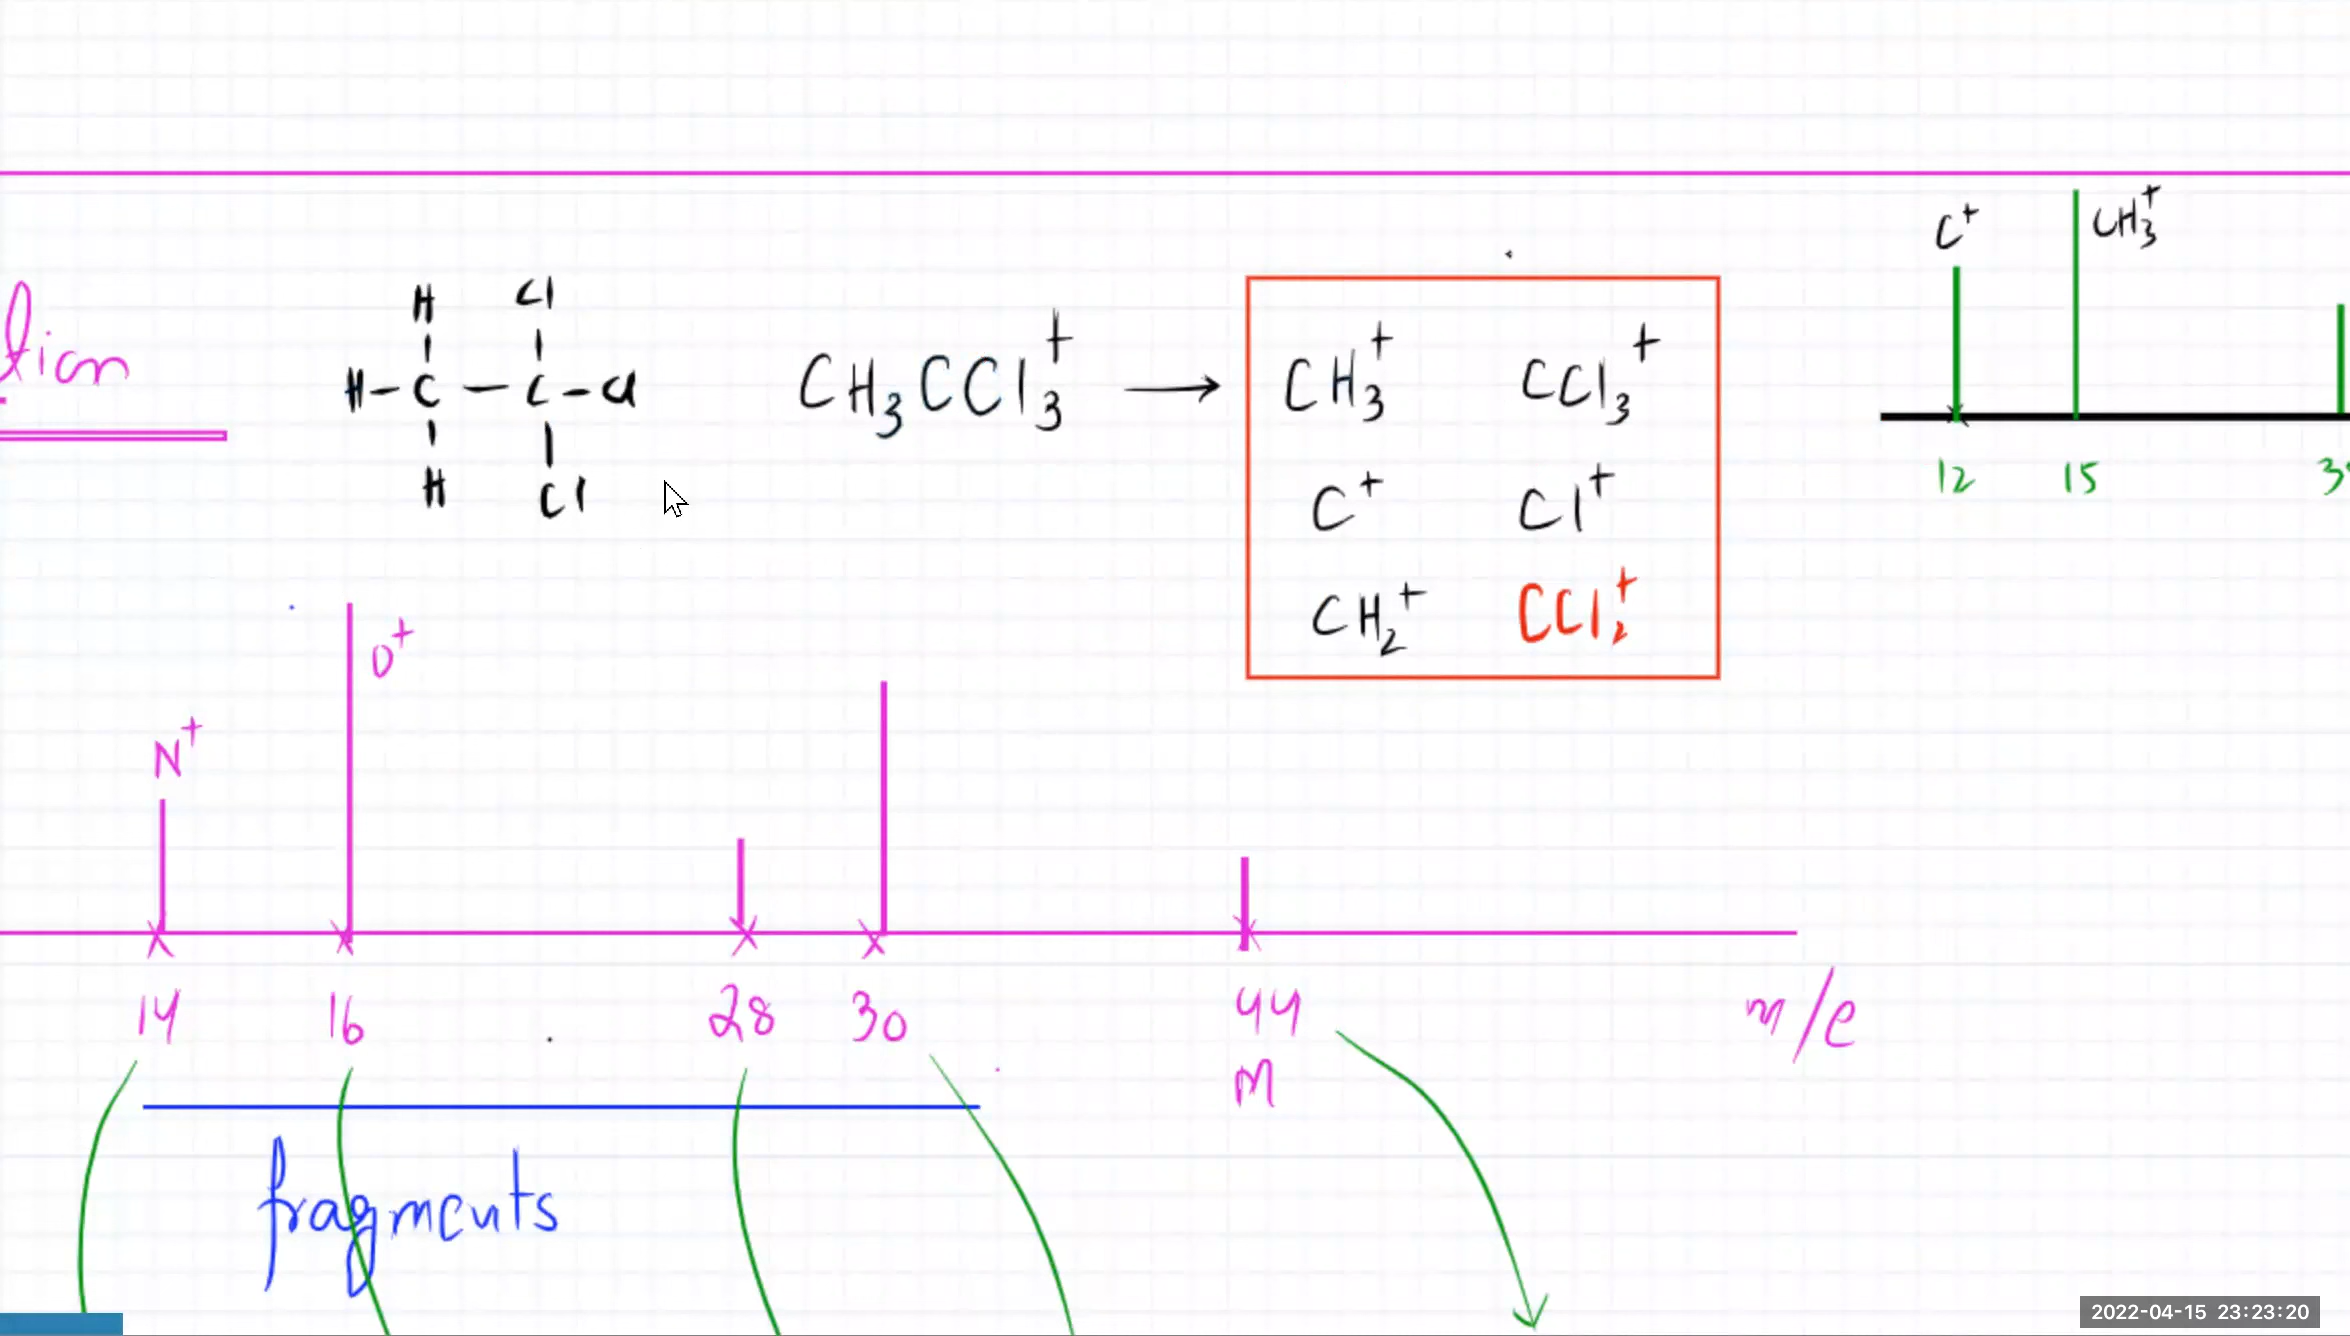 C⁺ CH₃⁺
H Cl
H-C-C-Cl
H Cl
CH₃CCl₃⁺ → CH₃⁺ CCl₃⁺
C⁺ Cl⁺
CH₂⁺ CCl₂⁺
12 15
N⁺ O⁺
14 16 28 30 44 m/e
M
fragments
2022-04-15 23:23:20